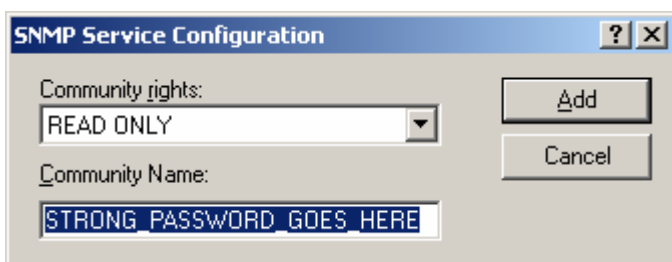 SNMP Service Configuration
? X
Community rights:
Add
READ ONLY
Cancel
Community Name:
STRONG_PASSWORD_GOES_HERE